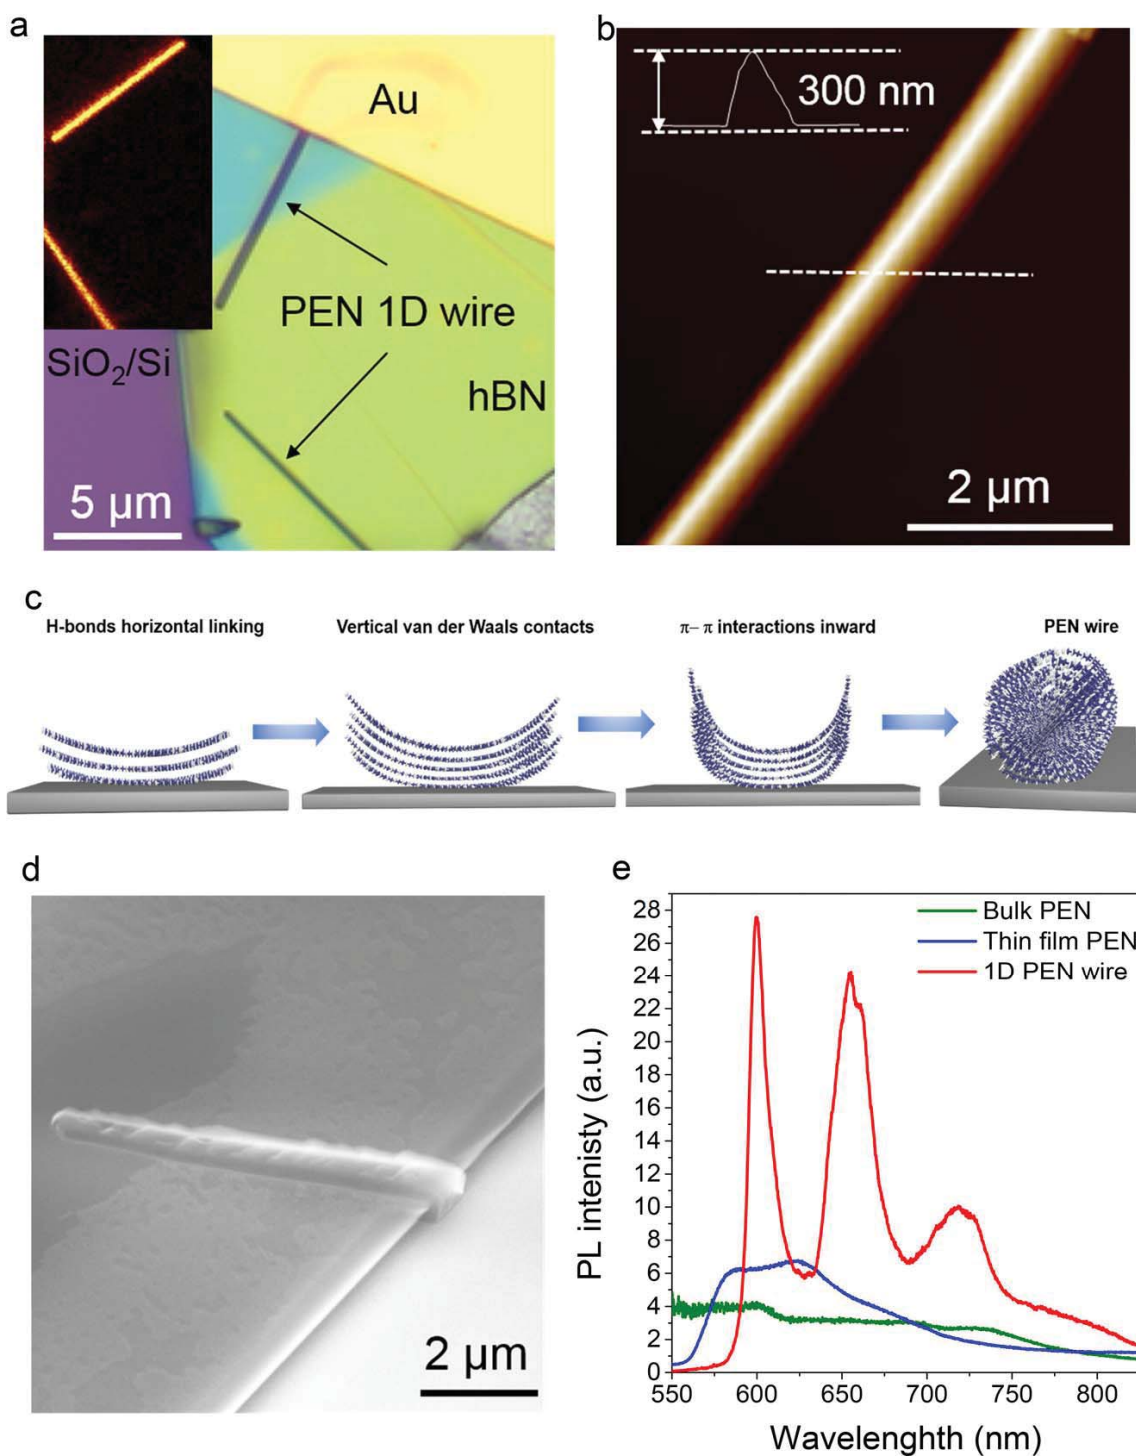 a
Au
PEN 1D wire
SiO₂/Si
hBN
5 μm
b
300 nm
2 μm
c
H-bonds horizontal linking
Vertical van der Waals contacts
π–π interactions inward
PEN wire
d
2 μm
e
Bulk PEN
Thin film PEN
1D PEN wire
28
26
24
22
20
18
16
14
12
10
8
6
4
2
0
PL intenisty (a.u.)
550 600 650 700 750 800
Wavelenghth (nm)